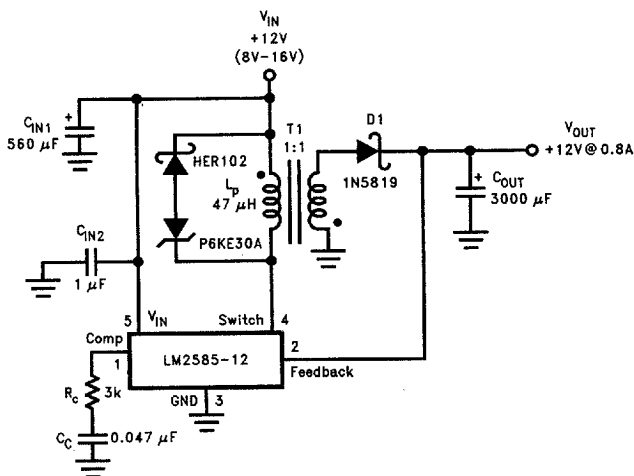 V_IN
+12V
(8V-16V)
C_IN1
+
560 μF
HER102
L_p
47 μH
P6KE30A
T1
1:1
D1
1N5819
V_OUT
+12V@0.8A
+
C_OUT
3000 μF
C_IN2
1 μF
5
V_IN
Switch
4
Comp
1
LM2585-12
2
Feedback
GND
3
R_c
3k
C_C
0.047 μF